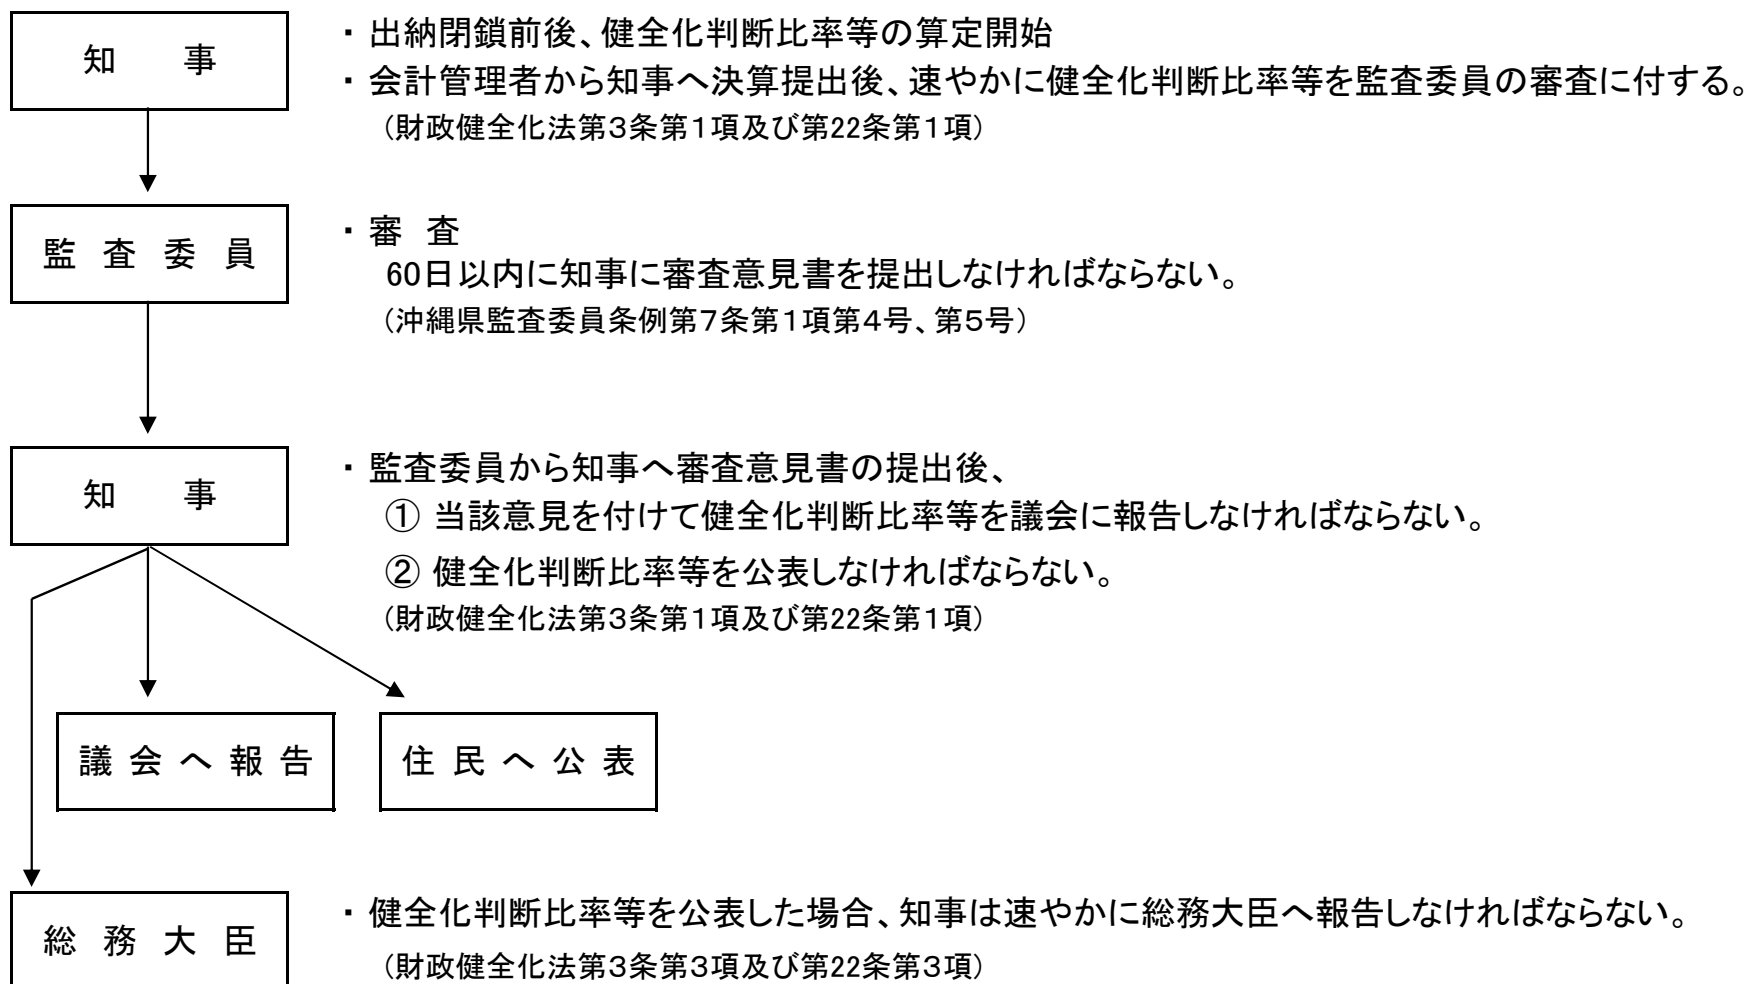 知　事
・ 出納閉鎖前後、健全化判断比率等の算定開始
・ 会計管理者から知事へ決算提出後、速やかに健全化判断比率等を監査委員の審査に付する。
（財政健全化法第３条第１項及び第22条第１項）
監 査 委 員
・ 審　査
60日以内に知事に審査意見書を提出しなければならない。
（沖縄県監査委員条例第７条第１項第４号、第５号）
知　事
・ 監査委員から知事へ審査意見書の提出後、
① 当該意見を付けて健全化判断比率等を議会に報告しなければならない。
② 健全化判断比率等を公表しなければならない。
（財政健全化法第３条第１項及び第22条第１項）
議 会 へ 報 告
住 民 へ 公 表
総 務 大 臣
・ 健全化判断比率等を公表した場合、知事は速やかに総務大臣へ報告しなければならない。
（財政健全化法第３条第３項及び第22条第３項）